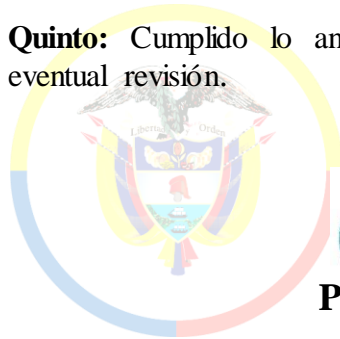 Quinto: Cumplido lo an
eventual revisión.
Libertad y Orden
P